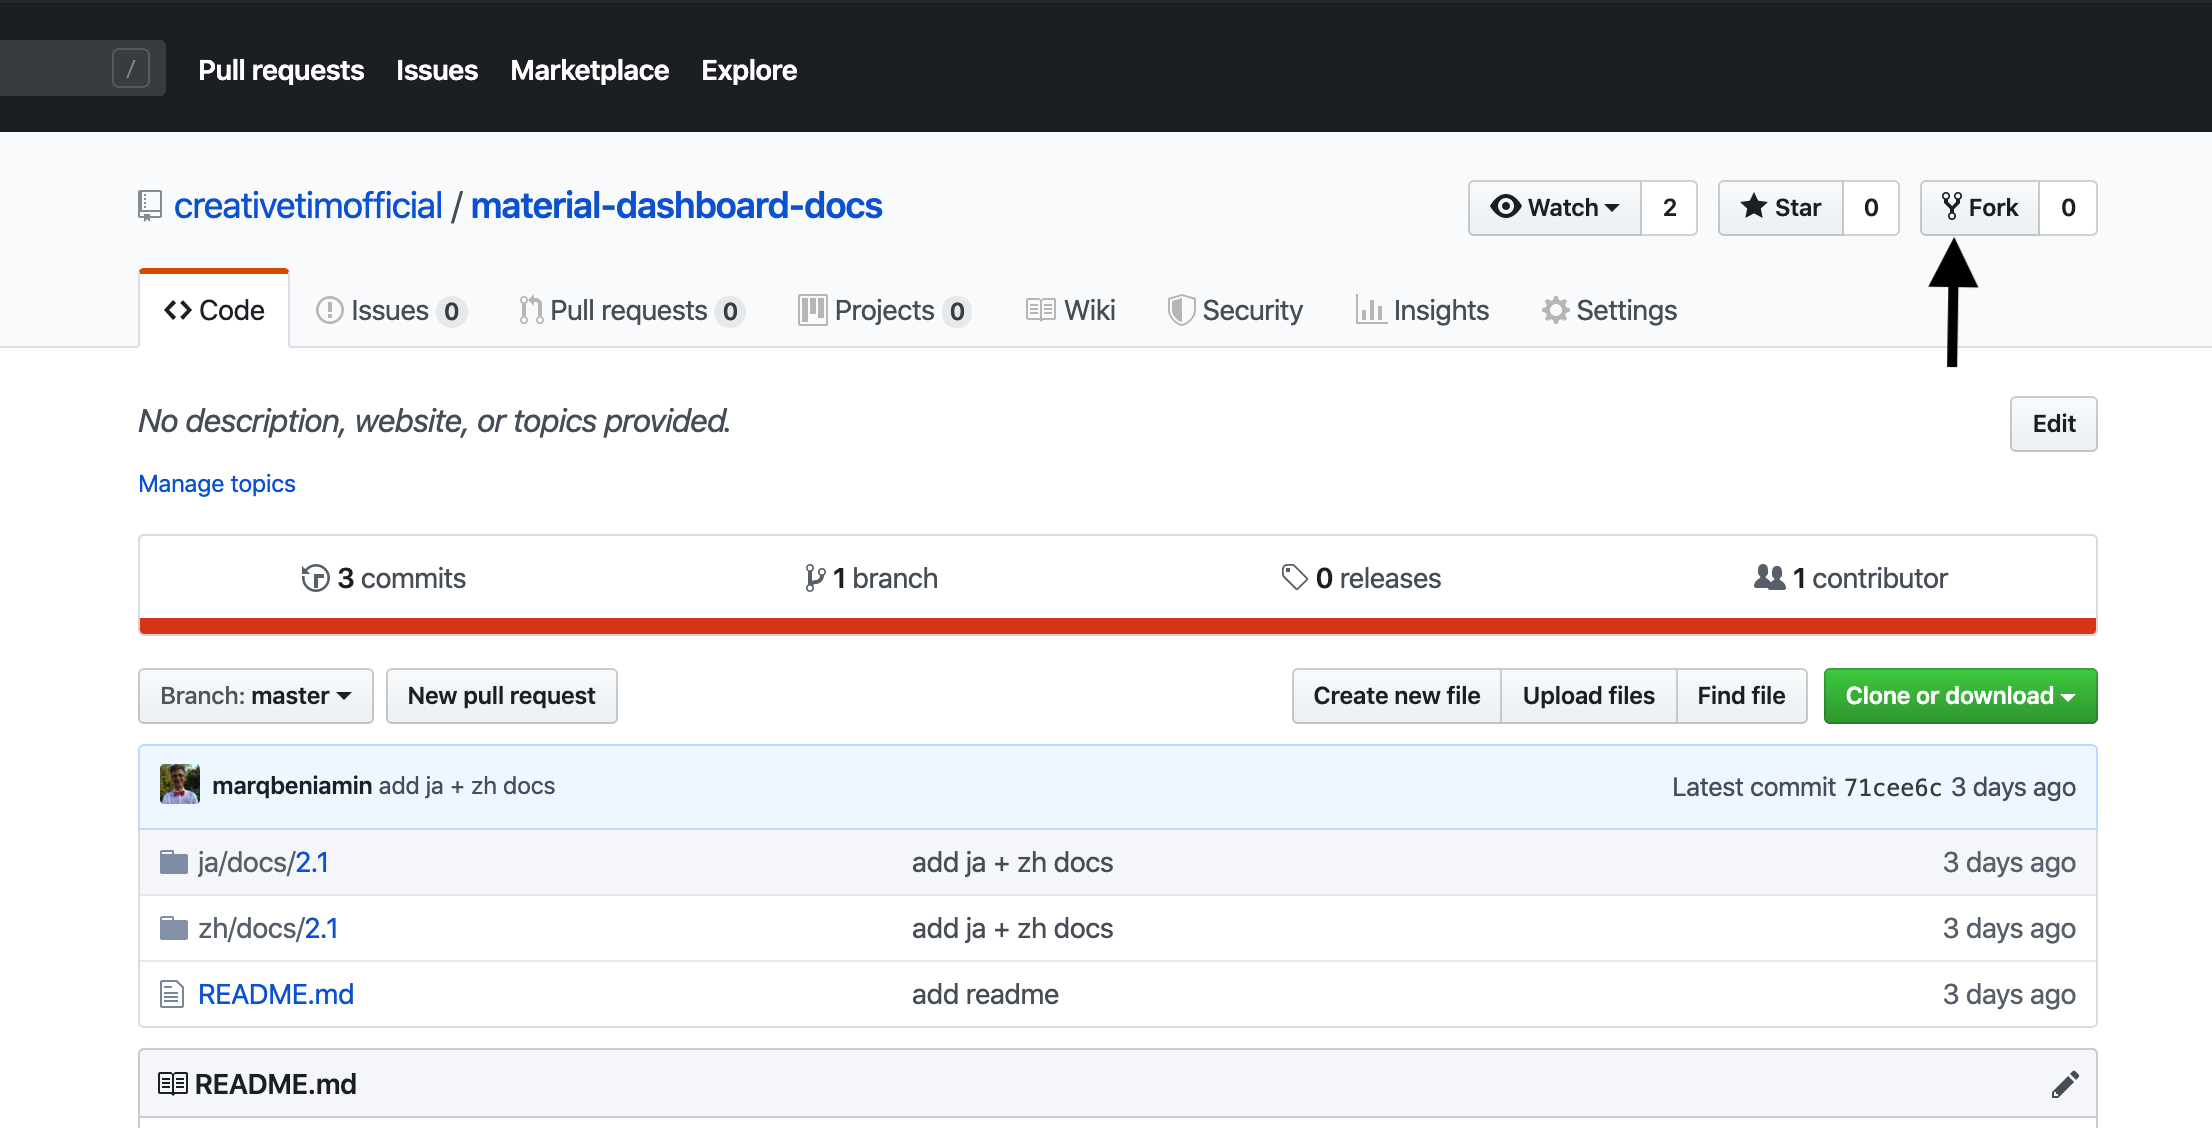 / Pull requests Issues Marketplace Explore
creativetimofficial / material-dashboard-docs Watch 2 Star 0 Fork 0
Code Issues 0 Pull requests 0 Projects 0 Wiki Security Insights Settings
No description, website, or topics provided. Edit
Manage topics
3 commits 1 branch 0 releases 1 contributor
Branch: master New pull request Create new file Upload files Find file Clone or download
marqbeniamin add ja + zh docs Latest commit 71cee6c 3 days ago
ja/docs/2.1 add ja + zh docs 3 days ago
zh/docs/2.1 add ja + zh docs 3 days ago
README.md add readme 3 days ago
README.md